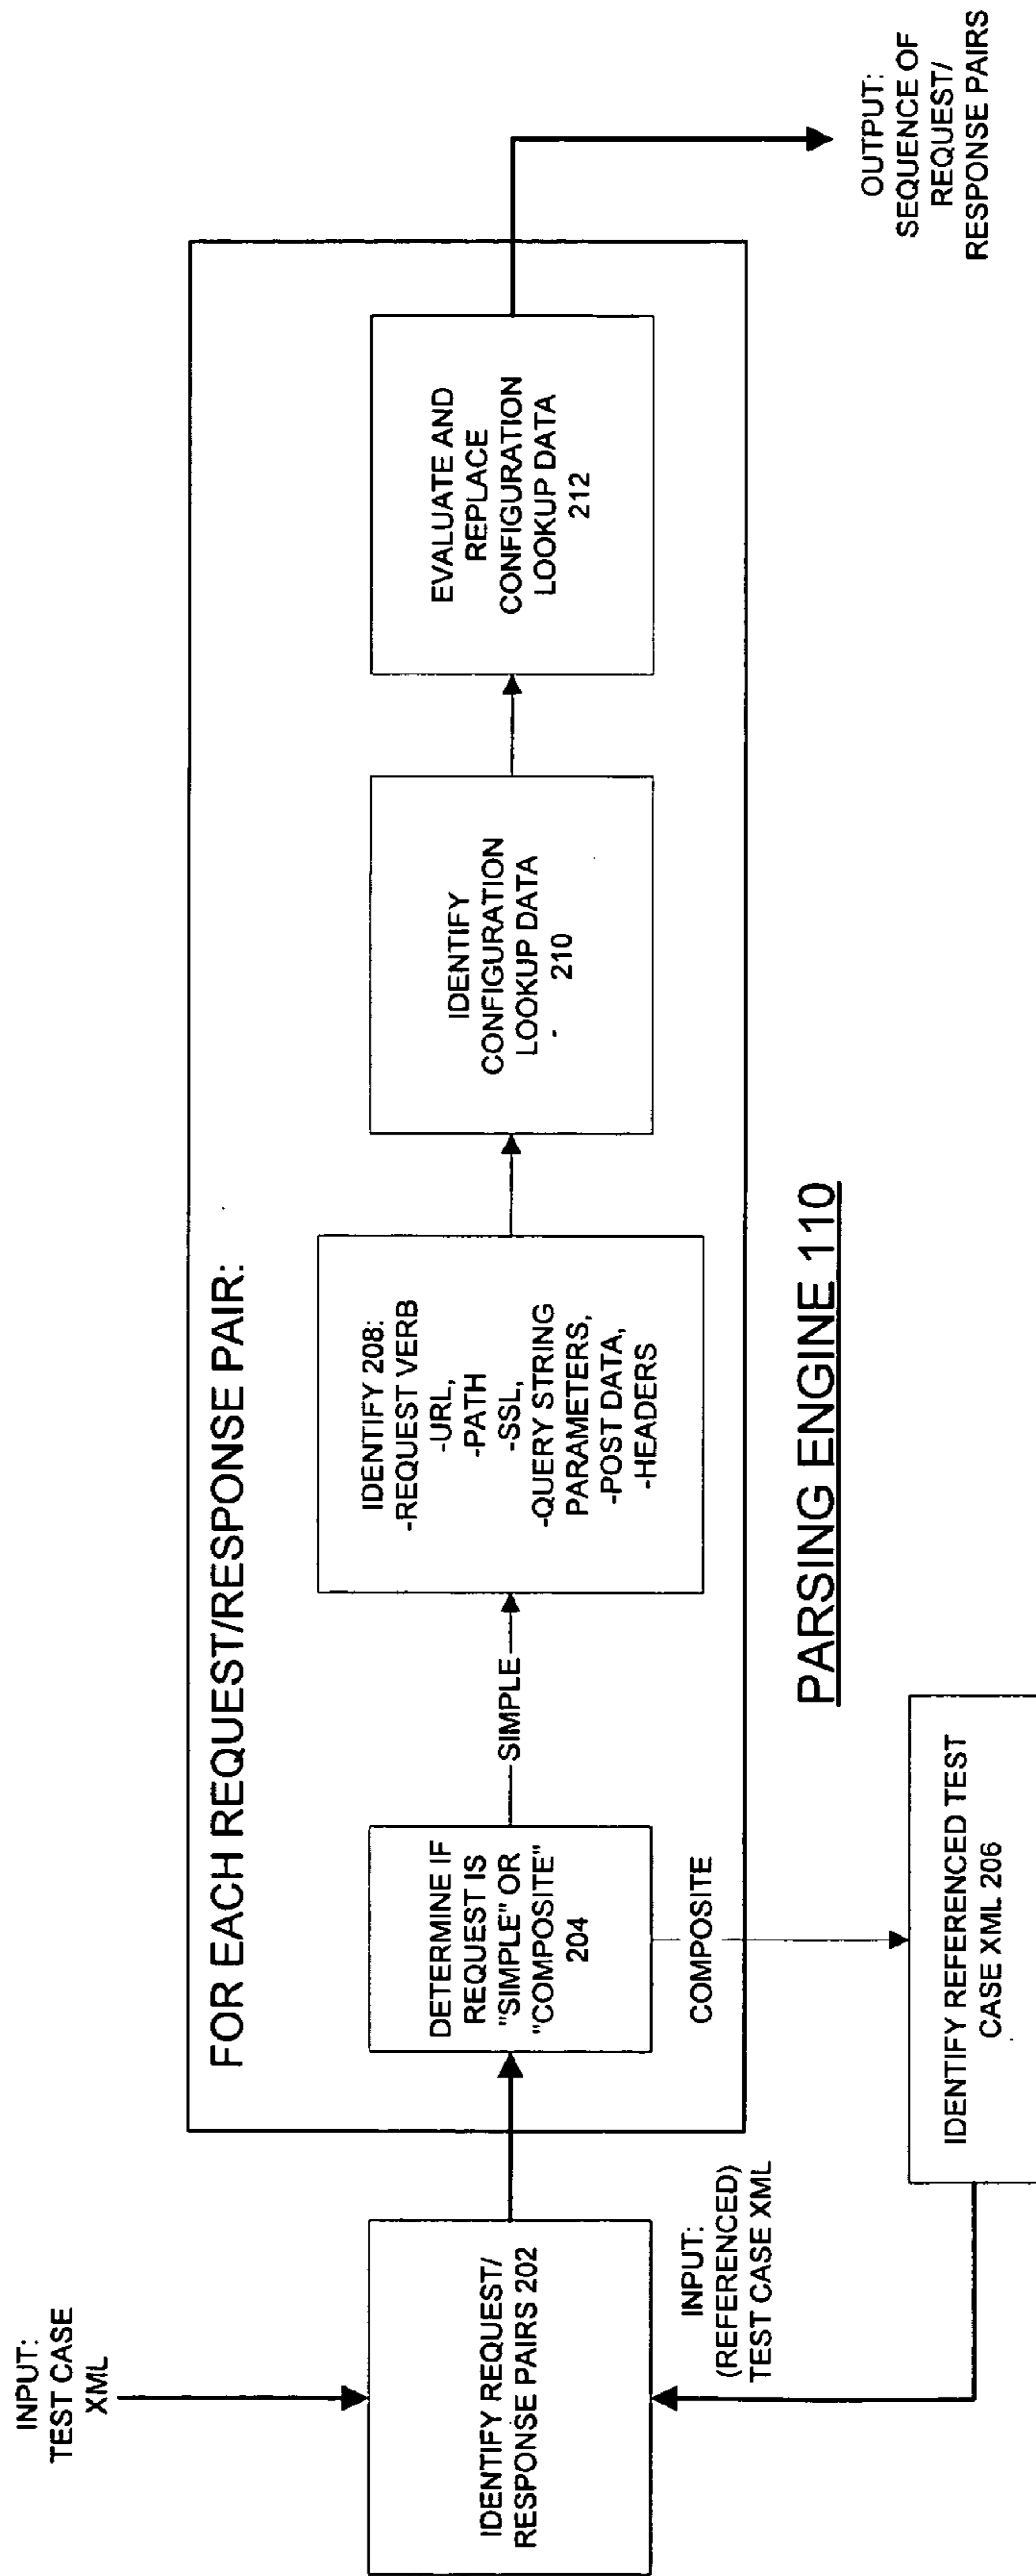 INPUT:
TEST CASE
XML
IDENTIFY REQUEST/
RESPONSE PAIRS 202
INPUT:
(REFERENCED)
TEST CASE XML
FOR EACH REQUEST/RESPONSE PAIR:
DETERMINE IF
REQUEST IS
"SIMPLE" OR
"COMPOSITE"
204
SIMPLE
COMPOSITE
IDENTIFY REFERENCED TEST
CASE XML 206
IDENTIFY 208:
-REQUEST VERB
-URL,
-PATH
-SSL,
-QUERY STRING
PARAMETERS,
-POST DATA,
-HEADERS
IDENTIFY
CONFIGURATION
LOOKUP DATA
210
EVALUATE AND
REPLACE
CONFIGURATION
LOOKUP DATA
212
OUTPUT:
SEQUENCE OF
REQUEST/
RESPONSE PAIRS
PARSING ENGINE 110